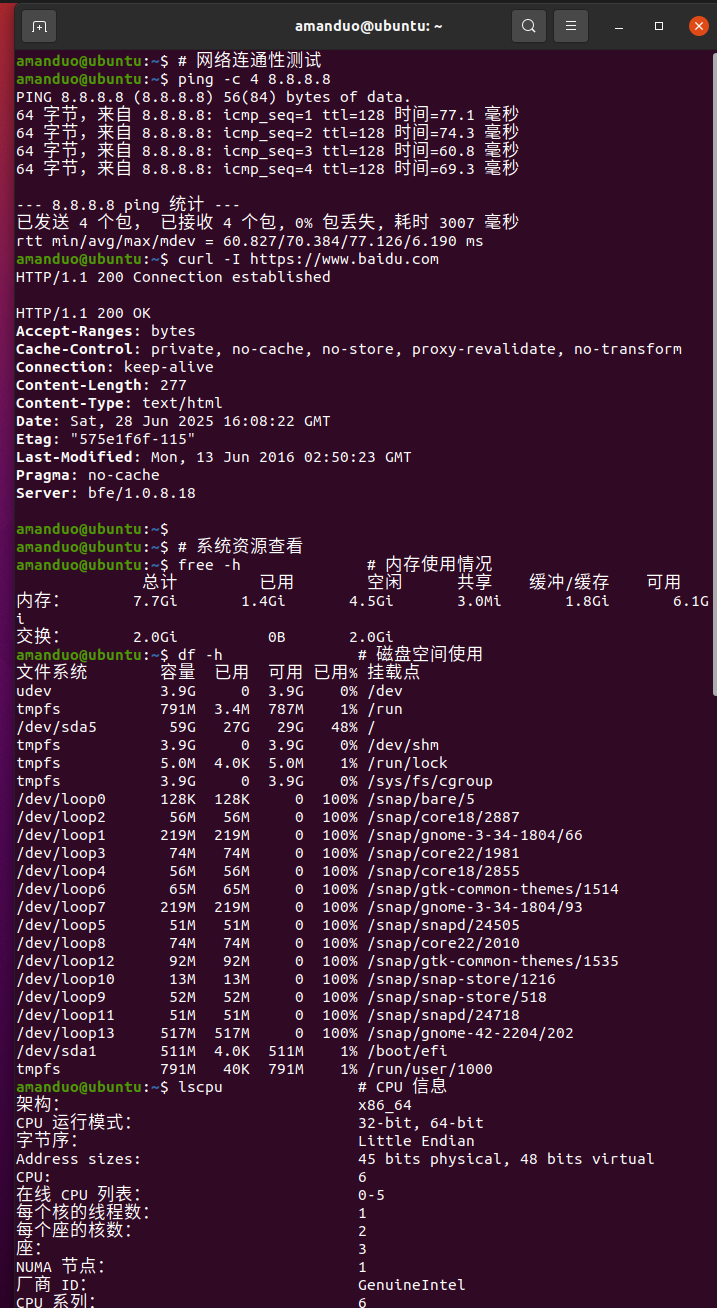 amanduo@ubuntu: ~
amanduo@ubuntu:~$ # 网络连通性测试
amanduo@ubuntu:~$ ping -c 4 8.8.8.8
PING 8.8.8.8 (8.8.8.8) 56(84) bytes of data.
64 字节，来自 8.8.8.8: icmp_seq=1 ttl=128 时间=77.1 毫秒
64 字节，来自 8.8.8.8: icmp_seq=2 ttl=128 时间=74.3 毫秒
64 字节，来自 8.8.8.8: icmp_seq=3 ttl=128 时间=60.8 毫秒
64 字节，来自 8.8.8.8: icmp_seq=4 ttl=128 时间=69.3 毫秒
--- 8.8.8.8 ping 统计 ---
已发送 4 个包， 已接收 4 个包, 0% 包丢失, 耗时 3007 毫秒
rtt min/avg/max/mdev = 60.827/70.384/77.126/6.190 ms
amanduo@ubuntu:~$ curl -I https://www.baidu.com
HTTP/1.1 200 Connection established
HTTP/1.1 200 OK
Accept-Ranges: bytes
Cache-Control: private, no-cache, no-store, proxy-revalidate, no-transform
Connection: keep-alive
Content-Length: 277
Content-Type: text/html
Date: Sat, 28 Jun 2025 16:08:22 GMT
Etag: "575e1f6f-115"
Last-Modified: Mon, 13 Jun 2016 02:50:23 GMT
Pragma: no-cache
Server: bfe/1.0.8.18
amanduo@ubuntu:~$
amanduo@ubuntu:~$ # 系统资源查看
amanduo@ubuntu:~$ free -h # 内存使用情况
总计 已用 空闲 共享 缓冲/缓存 可用
内存： 7.7Gi 1.4Gi 4.5Gi 3.0Mi 1.8Gi 6.1G
i
交换： 2.0Gi 0B 2.0Gi
amanduo@ubuntu:~$ df -h # 磁盘空间使用
文件系统 容量 已用 可用 已用% 挂载点
udev 3.9G 0 3.9G 0% /dev
tmpfs 791M 3.4M 787M 1% /run
/dev/sda5 59G 27G 29G 48% /
tmpfs 3.9G 0 3.9G 0% /dev/shm
tmpfs 5.0M 4.0K 5.0M 1% /run/lock
tmpfs 3.9G 0 3.9G 0% /sys/fs/cgroup
/dev/loop0 128K 128K 0 100% /snap/bare/5
/dev/loop2 56M 56M 0 100% /snap/core18/2887
/dev/loop1 219M 219M 0 100% /snap/gnome-3-34-1804/66
/dev/loop3 74M 74M 0 100% /snap/core22/1981
/dev/loop4 56M 56M 0 100% /snap/core18/2855
/dev/loop6 65M 65M 0 100% /snap/gtk-common-themes/1514
/dev/loop7 219M 219M 0 100% /snap/gnome-3-34-1804/93
/dev/loop5 51M 51M 0 100% /snap/snapd/24505
/dev/loop8 74M 74M 0 100% /snap/core22/2010
/dev/loop12 92M 92M 0 100% /snap/gtk-common-themes/1535
/dev/loop10 13M 13M 0 100% /snap/snap-store/1216
/dev/loop9 52M 52M 0 100% /snap/snap-store/518
/dev/loop11 51M 51M 0 100% /snap/snapd/24718
/dev/loop13 517M 517M 0 100% /snap/gnome-42-2204/202
/dev/sda1 511M 4.0K 511M 1% /boot/efi
tmpfs 791M 40K 791M 1% /run/user/1000
amanduo@ubuntu:~$ lscpu # CPU 信息
架构： x86_64
CPU 运行模式： 32-bit, 64-bit
字节序： Little Endian
Address sizes: 45 bits physical, 48 bits virtual
CPU: 6
在线 CPU 列表： 0-5
每个核的线程数： 1
每个座的核数： 2
座： 3
NUMA 节点： 1
厂商 ID： GenuineIntel
CPU 系列： 6